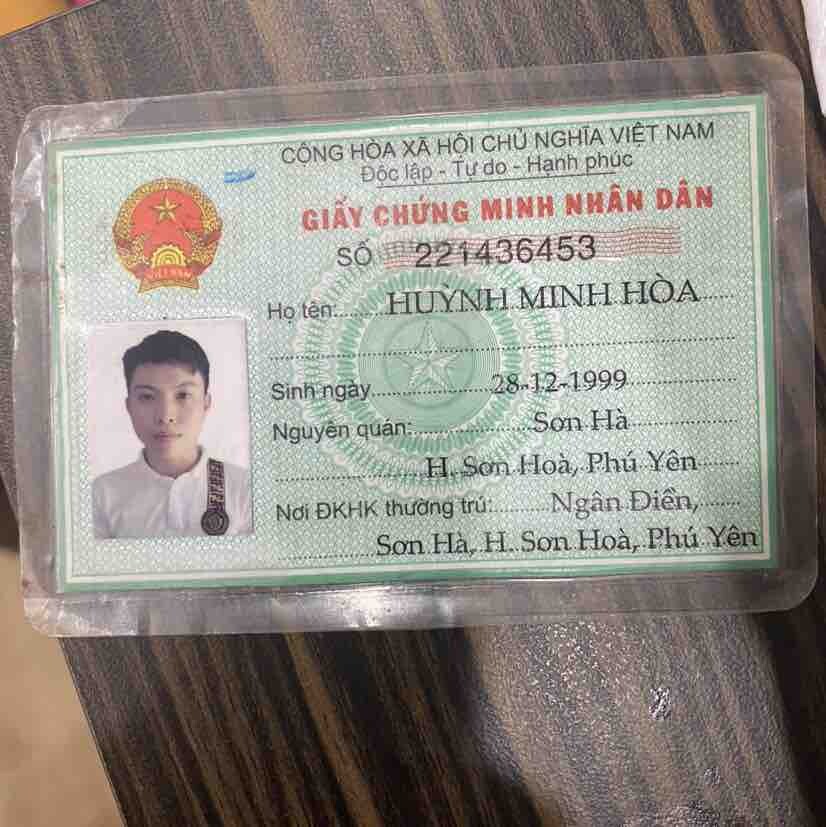 CỘNG HÒA XÃ HỘI CHỦ NGHĨA VIỆT NAM
Độc lập - Tự do - Hạnh phúc
GIẤY CHỨNG MINH NHÂN DÂN
SỐ 221436453
VIỆT NAM
Họ tên: HUỲNH MINH HÒA
Sinh ngày 28-12-1999
Nguyên quán: Sơn Hà
H. Sơn Hoà, Phú Yên
Nơi ĐKHK thường trú: Ngân Điền,
Sơn Hà, H. Sơn Hoà, Phú Yên